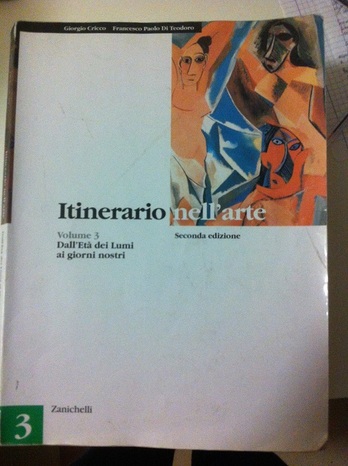 Giorgio Cricco Francesco Paolo Di Teodoro
Itinerario nell'arte
Volume 3
Seconda edizione
Dall'Età dei Lumi
ai giorni nostri
3
Zanichelli